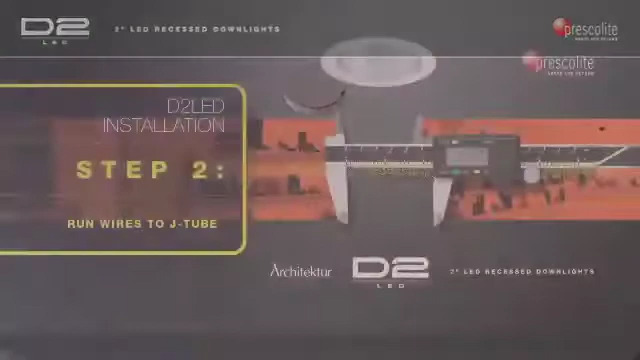 D2
LED
2" LED RECESSED DOWNLIGHTS
prescolite
prescolite
D2LED
INSTALLATION
STEP 2:
RUN WIRES TO J-TUBE
Architektur
D2
LED
2" LED RECESSED DOWNLIGHTS